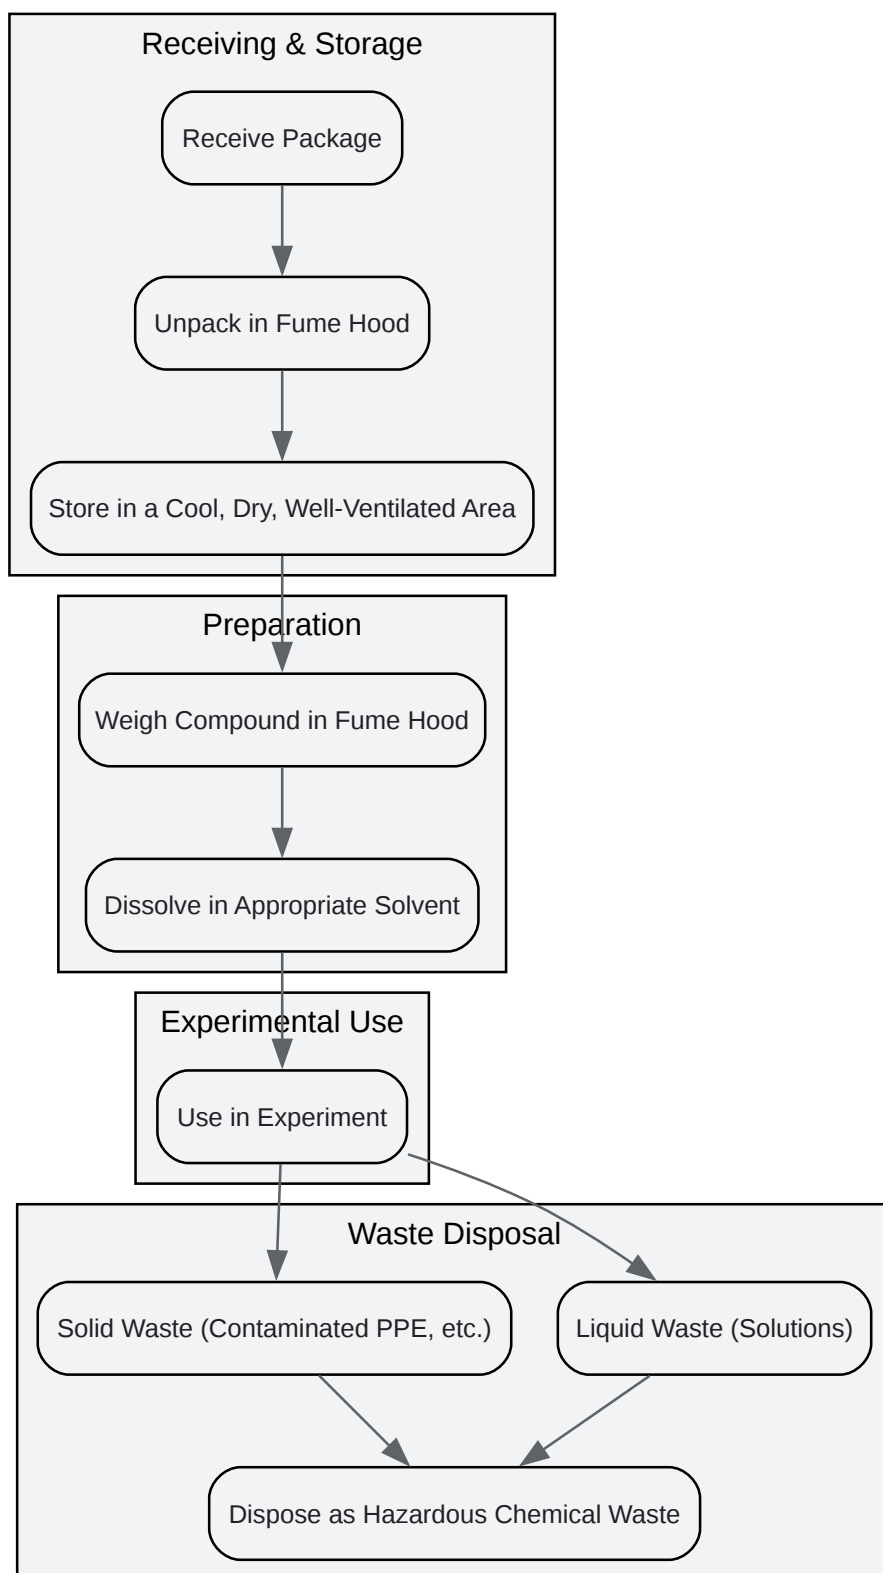 Receiving & Storage
Receive Package
Unpack in Fume Hood
Store in a Cool, Dry, Well-Ventilated Area
Preparation
Weigh Compound in Fume Hood
Dissolve in Appropriate Solvent
Experimental Use
Use in Experiment
Waste Disposal
Solid Waste (Contaminated PPE, etc.)
Liquid Waste (Solutions)
Dispose as Hazardous Chemical Waste